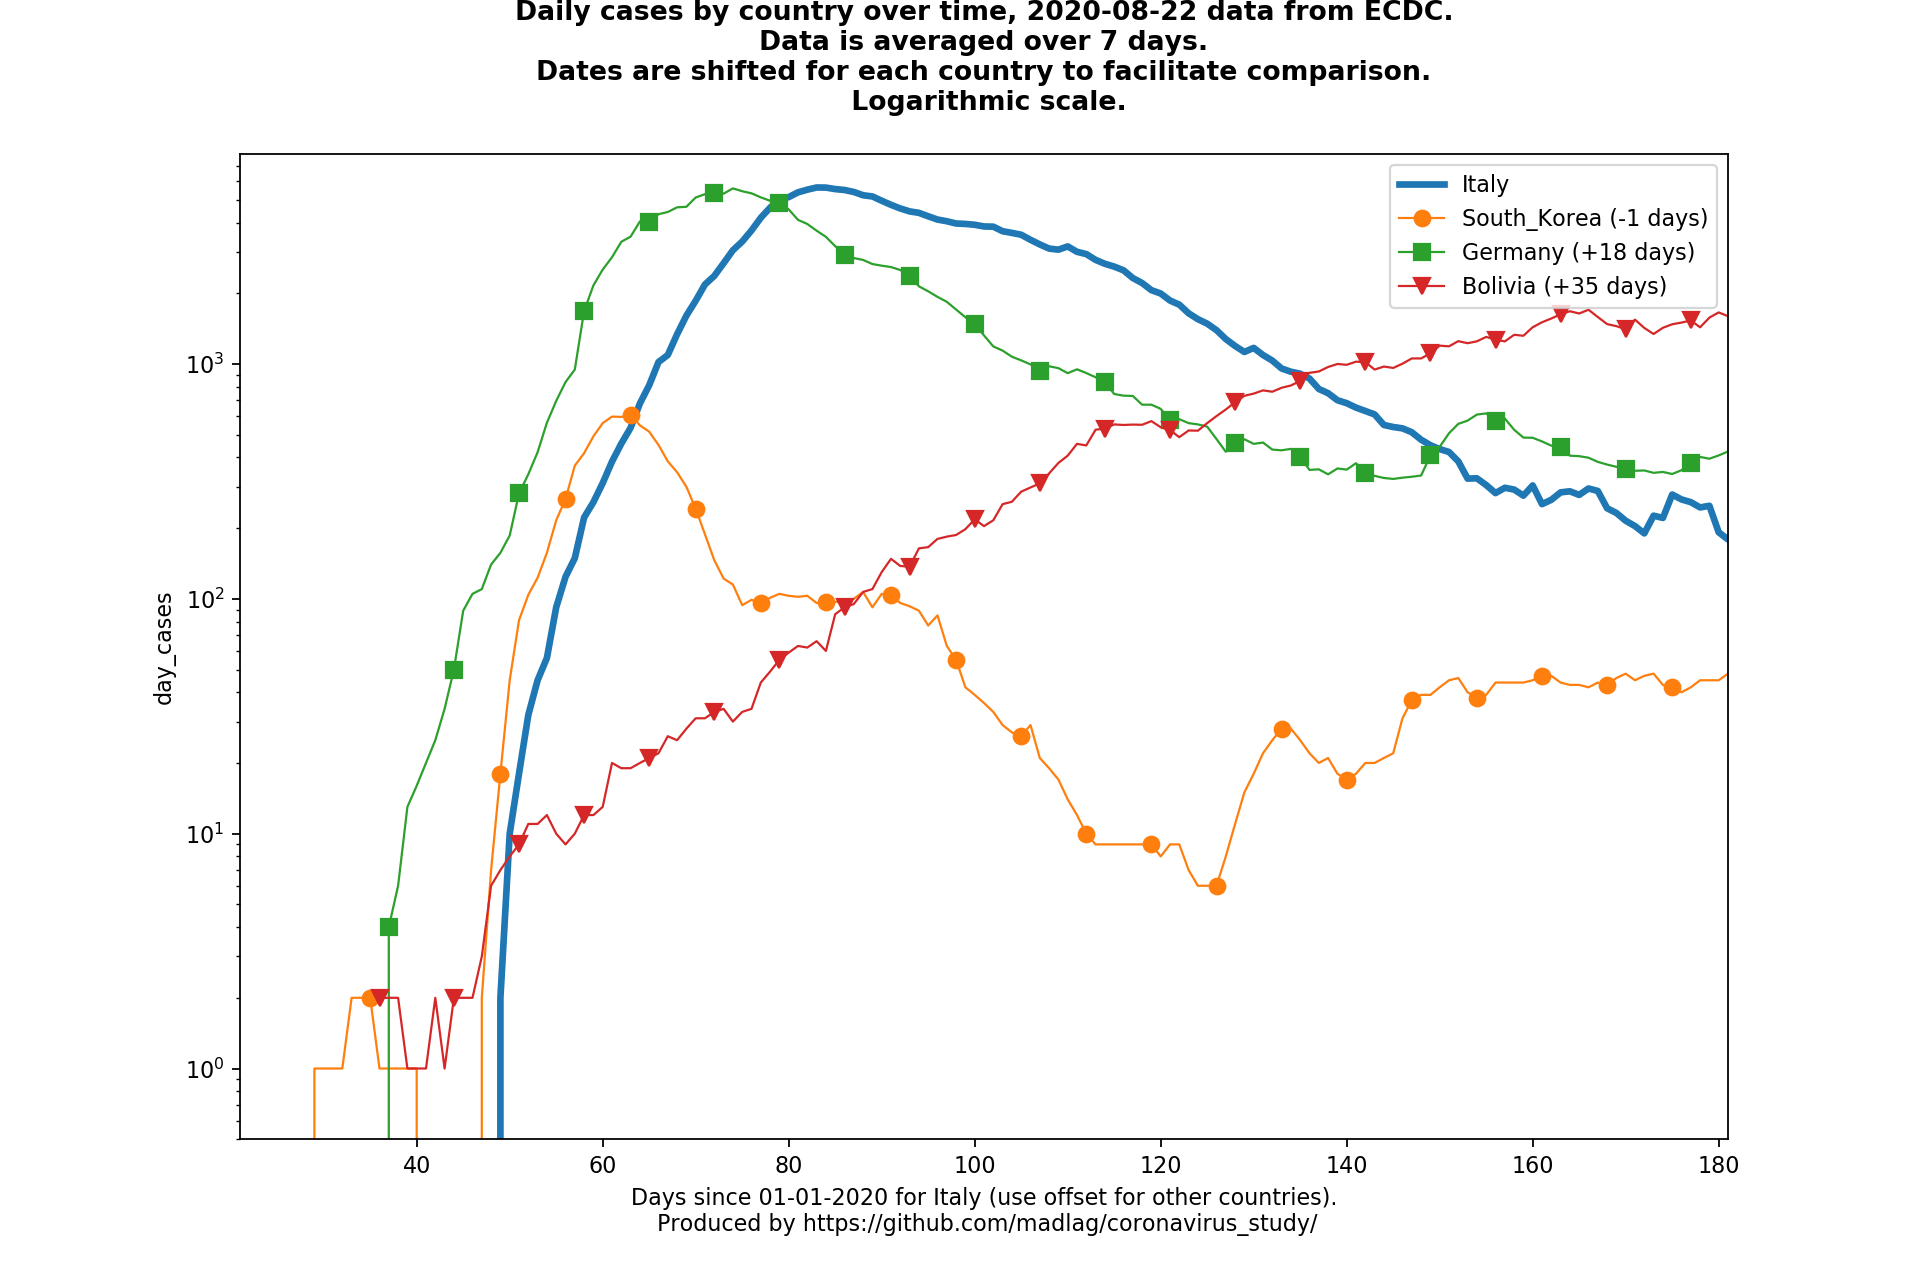 Daily cases by country over time, 2020-08-22 data from ECDC.
Data is averaged over 7 days.
Dates are shifted for each country to facilitate comparison.
Logarithmic scale.
Italy
South_Korea (-1 days)
Germany (+18 days)
Bolivia (+35 days)
day_cases
10³
10²
10¹
10⁰
40 60 80 100 120 140 160 180
Days since 01-01-2020 for Italy (use offset for other countries).
Produced by https://github.com/madlag/coronavirus_study/